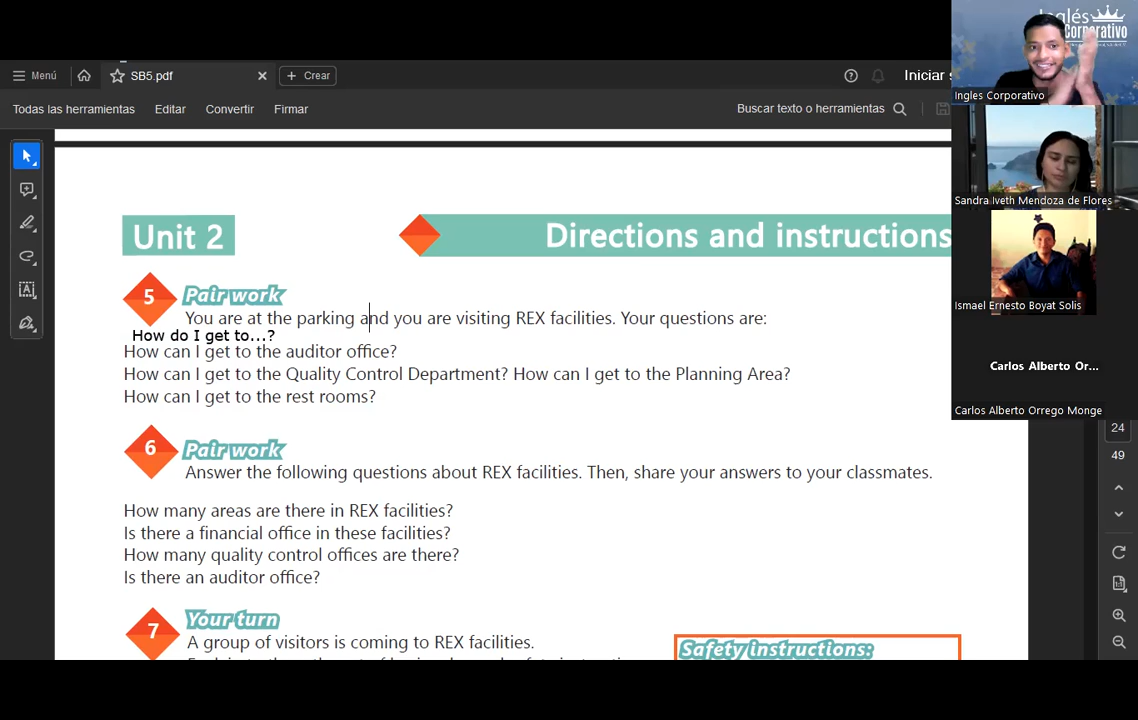 Inglés
Corporativo
Ingles Corporativo
Menú
SB5.pdf
Crear
Iniciar s
Todas las herramientas
Editar
Convertir
Firmar
Buscar texto o herramientas
Sandra Iveth Mendoza de Flores
Ismael Ernesto Boyat Solis
Carlos Alberto Or...
Carlos Alberto Orrego Monge
24
49
Unit 2
Directions and instructions
5
Pair work
You are at the parking and you are visiting REX facilities. Your questions are:
How do I get to...?
How can I get to the auditor office?
How can I get to the Quality Control Department? How can I get to the Planning Area?
How can I get to the rest rooms?
6
Pair work
Answer the following questions about REX facilities. Then, share your answers to your classmates.
How many areas are there in REX facilities?
Is there a financial office in these facilities?
How many quality control offices are there?
Is there an auditor office?
7
Your turn
A group of visitors is coming to REX facilities.
Safety instructions: